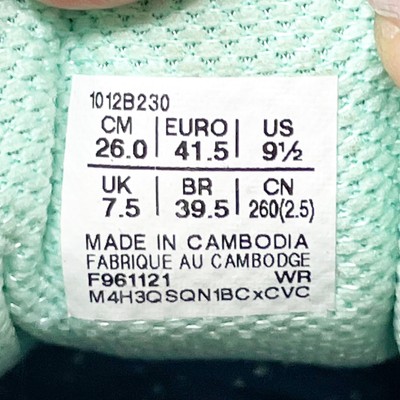 1012B230
CM | EURO | US
26.0 | 41.5 | 9½
UK | BR | CN
7.5 | 39.5 | 260(2.5)
MADE IN CAMBODIA
FABRIQUE AU CAMBODGE
F961121 WR
M4H3QSQN1BCxCVC